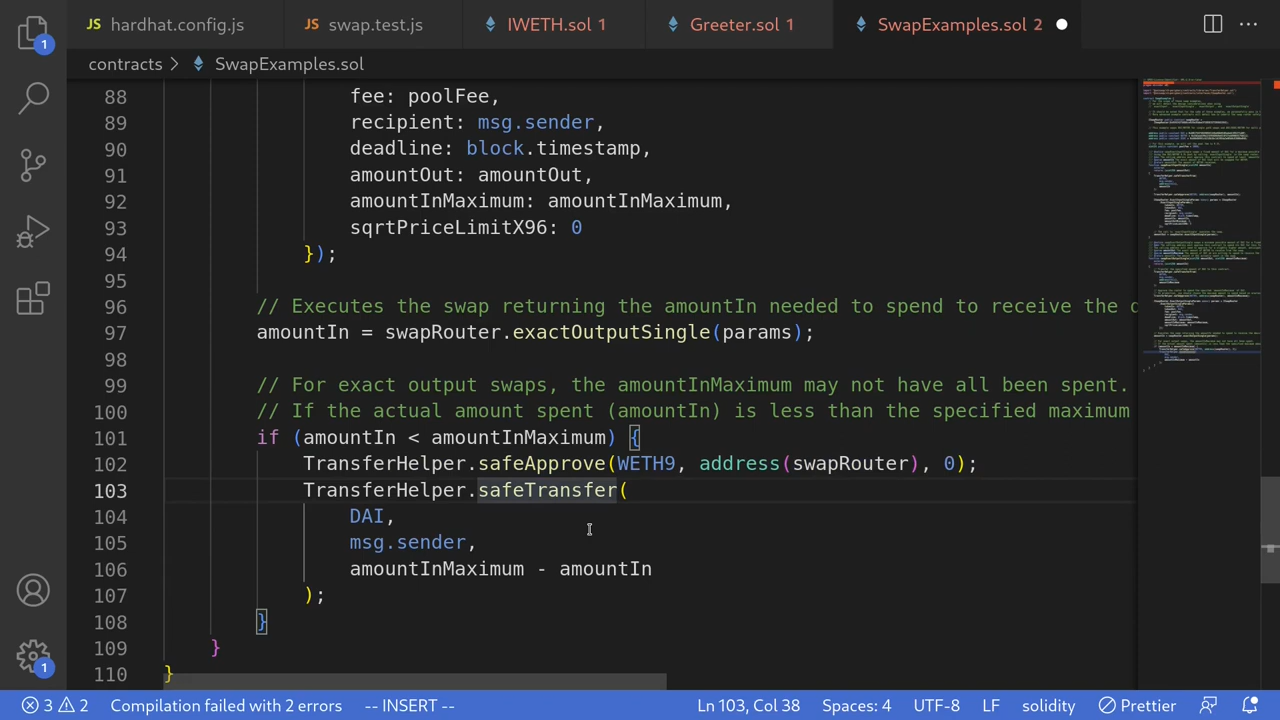 hardhat.config.js
JS
swap.test.js
JS
IWETH.sol 1
Greeter.sol 1
SwapExamples.sol 2
1
contracts > SwapExamples.sol
88 fee: poolFee,
89 recipient: msg.sender,
90 deadline: block.timestamp,
91 amountOut: amountOut,
92 amountInMaximum: amountInMaximum,
93 sqrtPriceLimitX96: 0
94 });
95
96 // Executes the swap returning the amountIn needed to spend to receive the
97 amountIn = swapRouter.exactOutputSingle(params);
98
99 // For exact output swaps, the amountInMaximum may not have all been spent.
100 // If the actual amount spent (amountIn) is less than the specified maximum
101 if (amountIn < amountInMaximum) {
102 TransferHelper.safeApprove(WETH9, address(swapRouter), 0);
103 TransferHelper.safeTransfer(
104 DAI,
105 msg.sender,
106 amountInMaximum - amountIn
107 );
108 }
109 }
110 }
1
3 2 Compilation failed with 2 errors -- INSERT -- Ln 103, Col 38 Spaces: 4 UTF-8 LF solidity Prettier